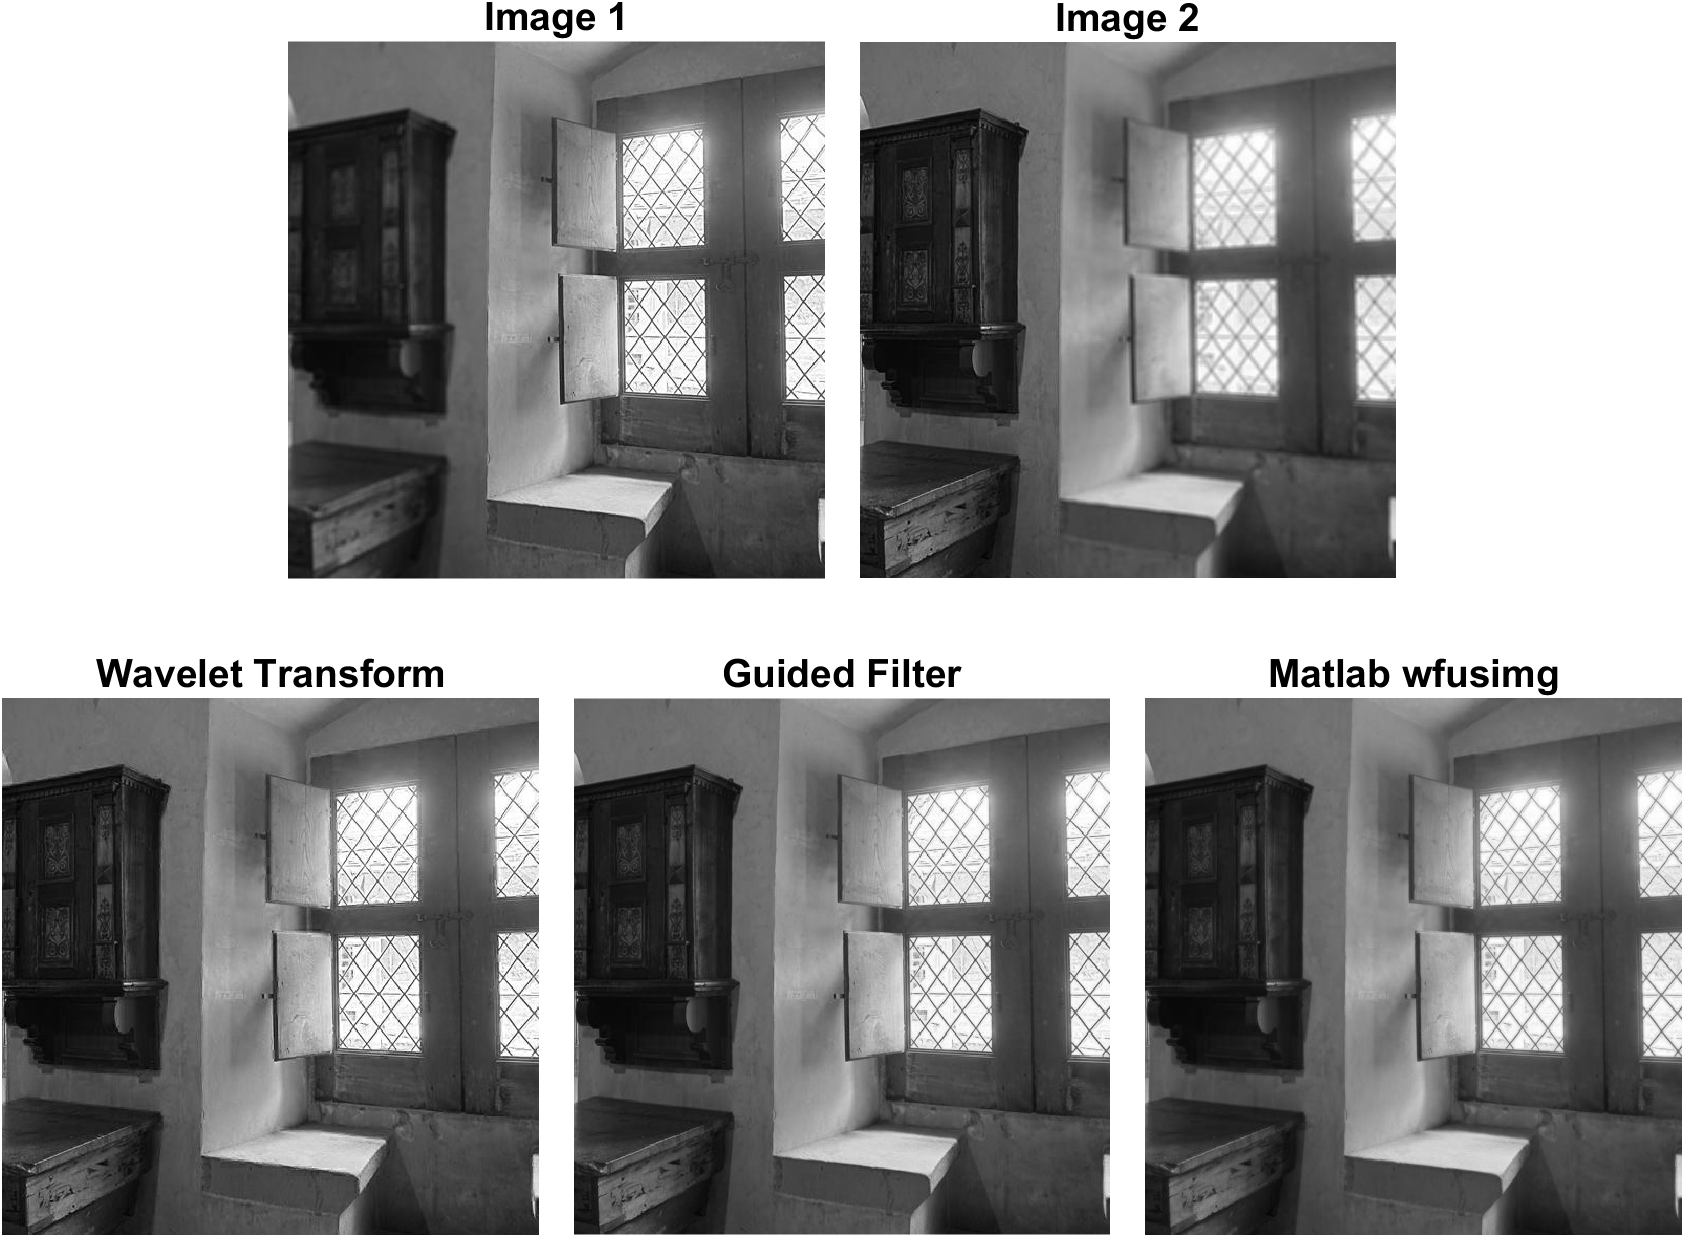 Image 1
Image 2
Wavelet Transform
Guided Filter
Matlab wfusimg